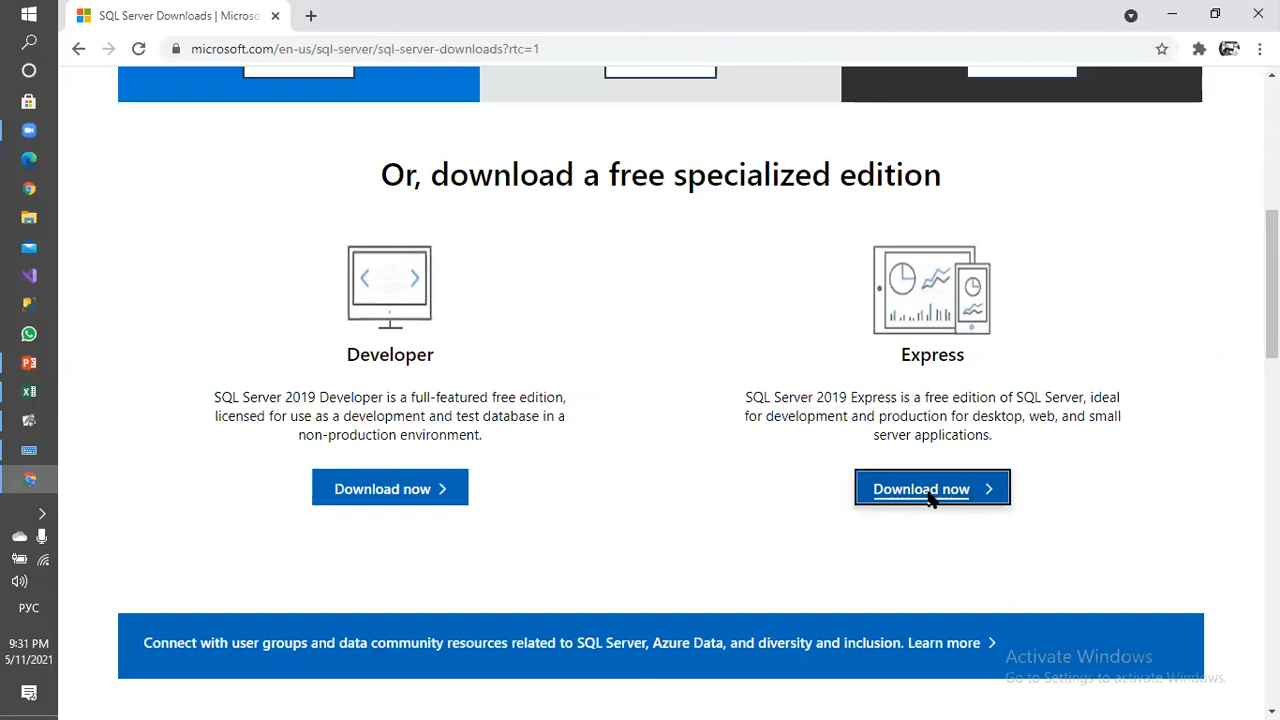 SQL Server Downloads | Microso
microsoft.com/en-us/sql-server/sql-server-downloads?rtc=1
Or, download a free specialized edition
Developer
SQL Server 2019 Developer is a full-featured free edition,
licensed for use as a development and test database in a
non-production environment.
Download now
Express
SQL Server 2019 Express is a free edition of SQL Server, ideal
for development and production for desktop, web, and small
server applications.
Download now
Connect with user groups and data community resources related to SQL Server, Azure Data, and diversity and inclusion. Learn more
Activate Windows
Go to Settings to activate Windows.
РУС
9:31 PM
5/11/2021